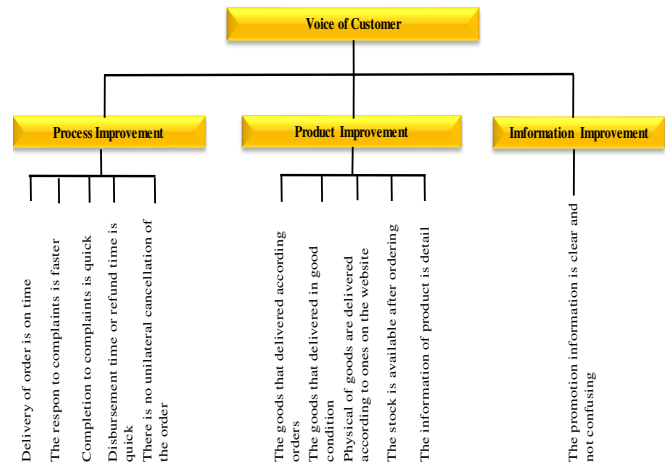 Voice of Customer
Process Improvement
Product Improvement
Imformation Improvement
Delivery of order is on time
The respon to complaints is faster
Completion to complaints is quick
Disbursement time or refund time is
quick
There is no unilateral cancellation of
the order
The goods that delivered according
orders
The goods that delivered in good
condition
Physical of goods are delivered
according to ones on the website
The stock is available after ordering
The information of product is detail
The promotion information is clear and
not confusing